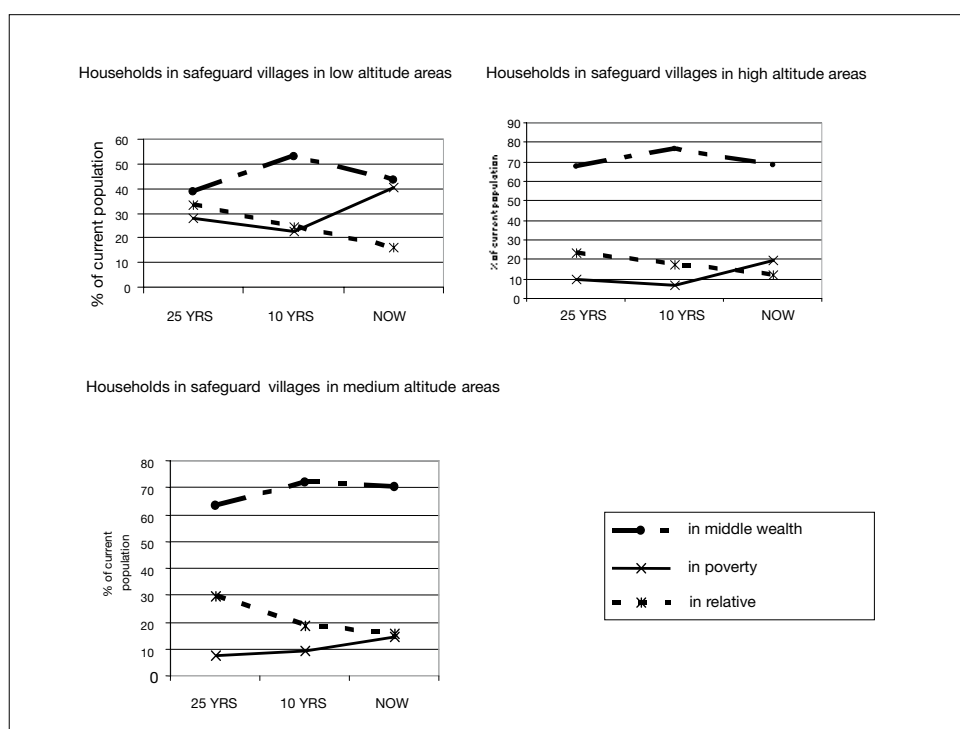 Households in safeguard villages in low altitude areas
% of current population
60
50
40
30
20
10
0
25 YRS
10 YRS
NOW
Households in safeguard villages in high altitude areas
% of current population
90
80
70
60
50
40
30
20
10
0
25 YRS
10 YRS
NOW
Households in safeguard villages in medium altitude areas
% of current
population
80
70
60
50
40
30
20
10
0
25 YRS
10 YRS
NOW
in middle wealth
in poverty
in relative